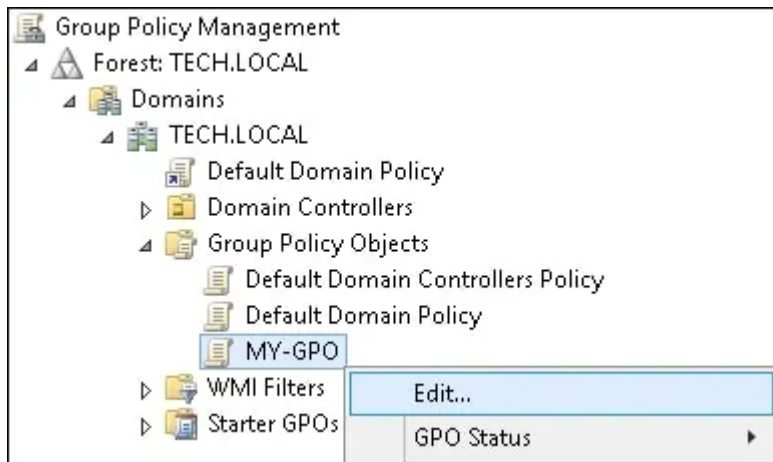 Group Policy Management
Forest: TECH.LOCAL
Domains
TECH.LOCAL
Default Domain Policy
Domain Controllers
Group Policy Objects
Default Domain Controllers Policy
Default Domain Policy
MY-GPO
WMI Filters
Edit...
Starter GPOs
GPO Status